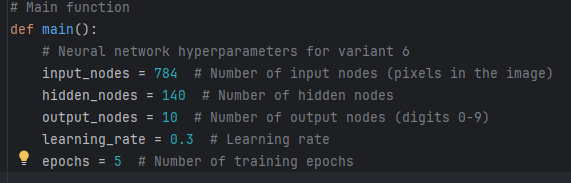 # Main function
def main():
    # Neural network hyperparameters for variant 6
    input_nodes = 784  # Number of input nodes (pixels in the image)
    hidden_nodes = 140  # Number of hidden nodes
    output_nodes = 10  # Number of output nodes (digits 0-9)
    learning_rate = 0.3  # Learning rate
    epochs = 5  # Number of training epochs